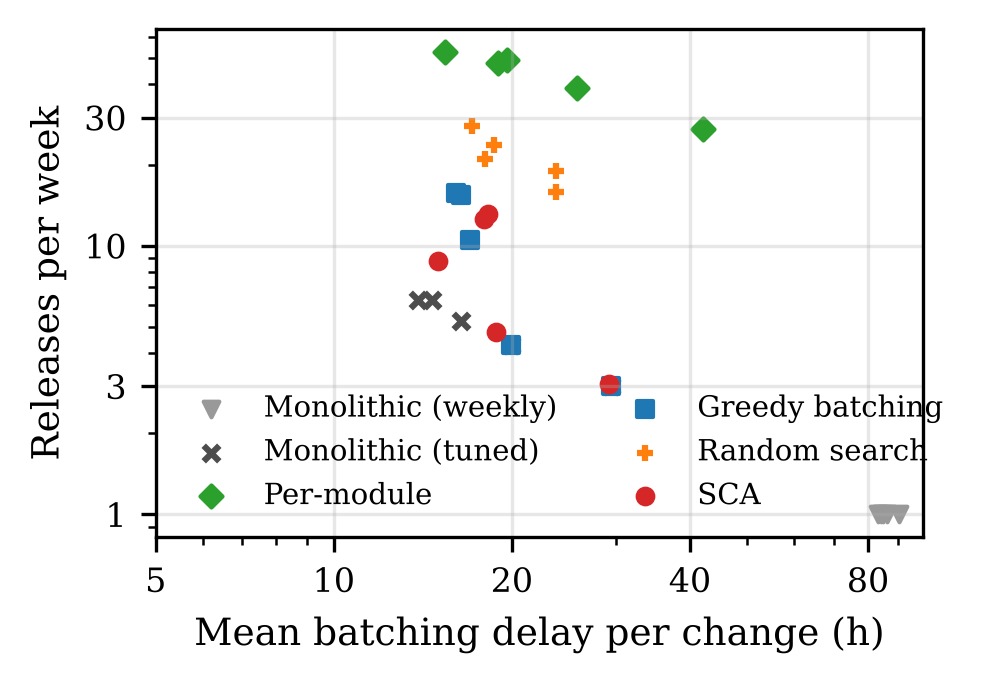 Releases per week
30
10
3
1
Monolithic (weekly)
Monolithic (tuned)
Per-module
Greedy batching
Random search
SCA
5 10 20 40 80
Mean batching delay per change (h)